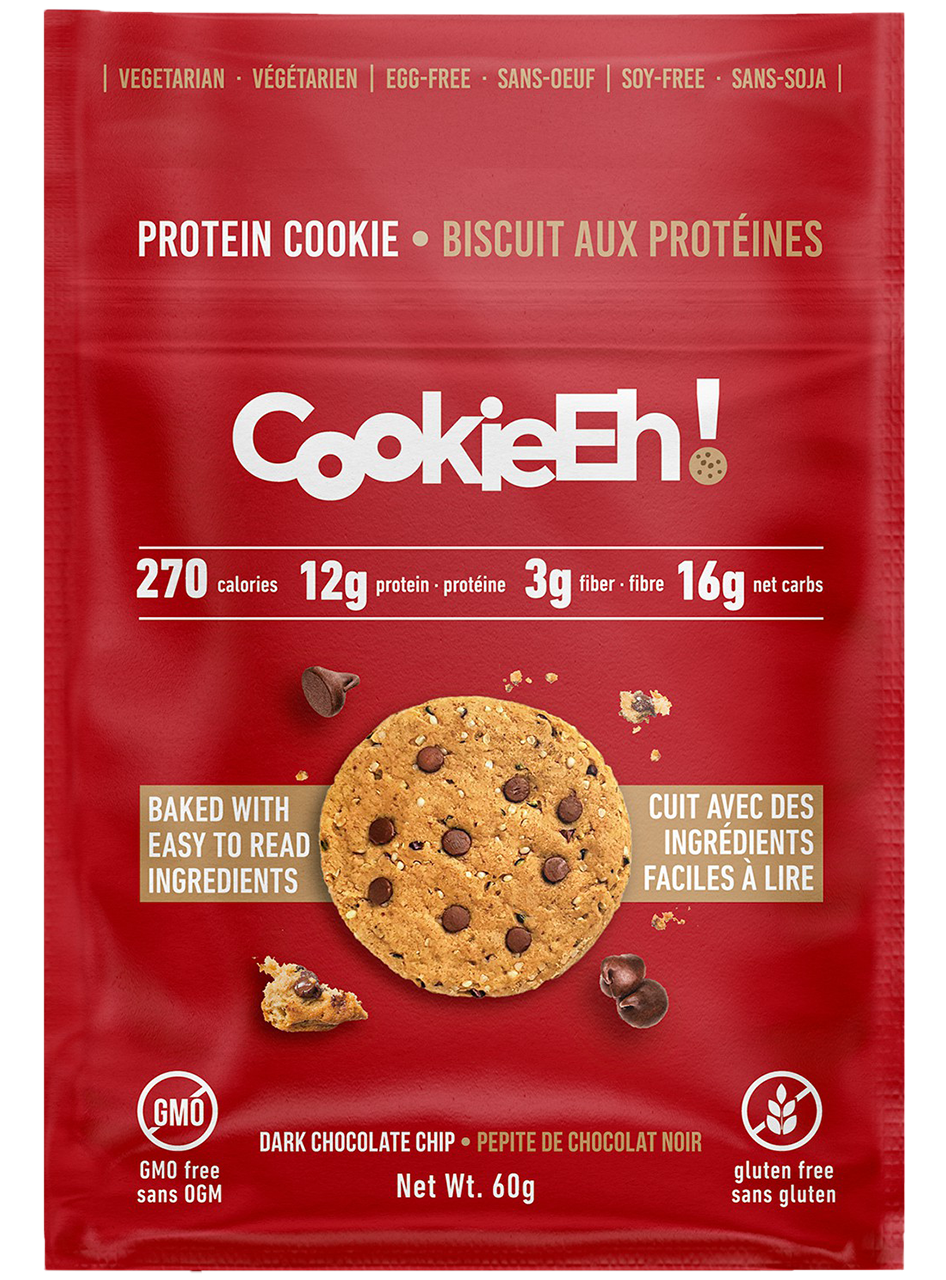 | VEGETARIAN · VÉGÉTARIEN | EGG-FREE · SANS-OEUF | SOY-FREE · SANS-SOJA |
PROTEIN COOKIE • BISCUIT AUX PROTÉINES
CookieEh!
270 calories 12g protein · protéine 3g fiber · fibre 16g net carbs
BAKED WITH
EASY TO READ
INGREDIENTS
CUIT AVEC DES
INGRÉDIENTS
FACILES À LIRE
GMO
GMO free
sans OGM
DARK CHOCOLATE CHIP • PEPITE DE CHOCOLAT NOIR
Net Wt. 60g
gluten free
sans gluten